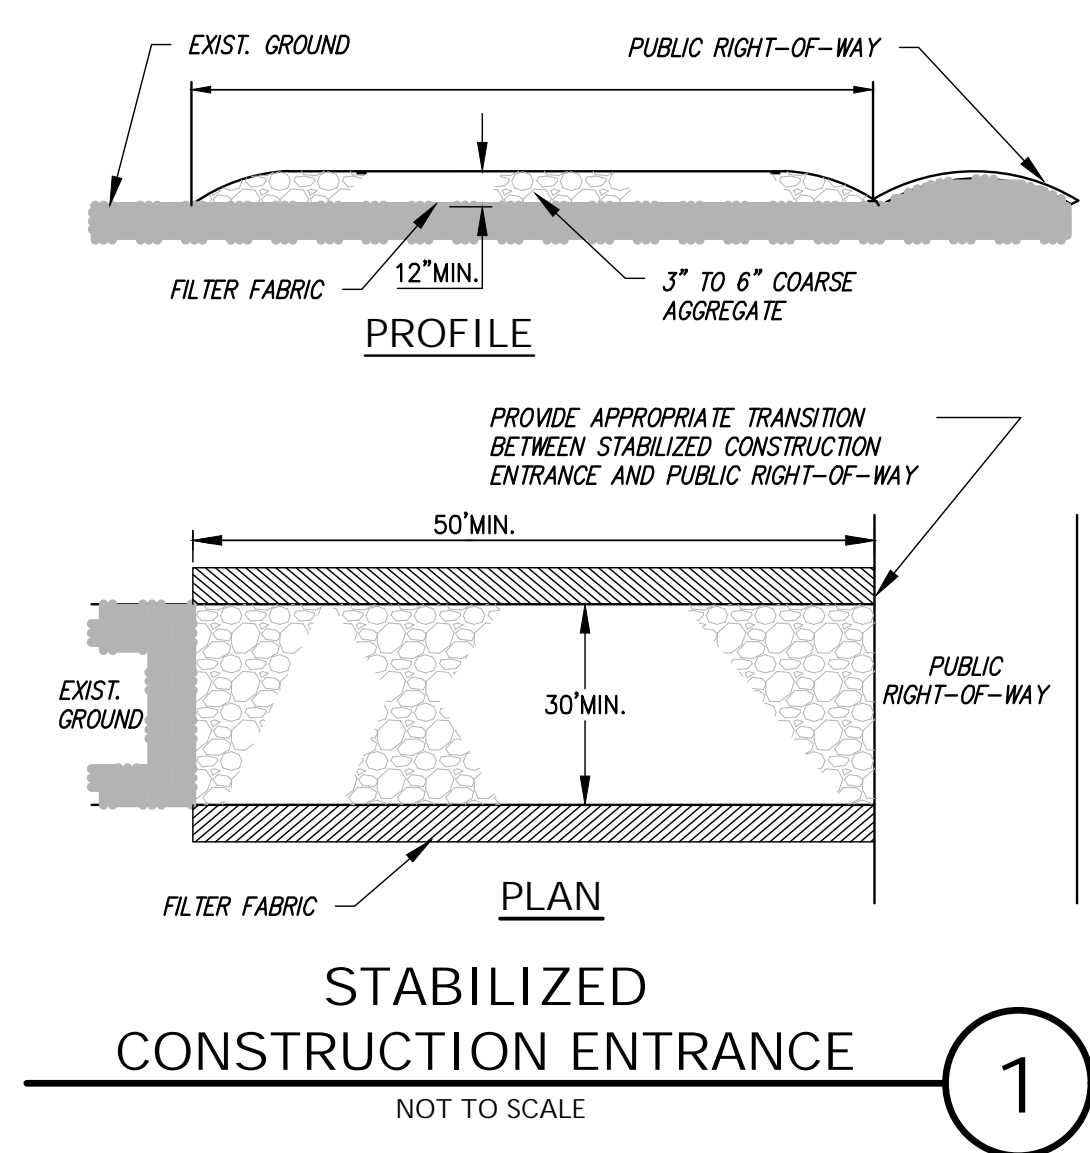 EXIST. GROUND
PUBLIC RIGHT-OF-WAY
FILTER FABRIC
12"MIN.
3" TO 6" COARSE
AGGREGATE
PROFILE
PROVIDE APPROPRIATE TRANSITION
BETWEEN STABILIZED CONSTRUCTION
ENTRANCE AND PUBLIC RIGHT-OF-WAY
50'MIN.
EXIST.
GROUND
30'MIN.
PUBLIC
RIGHT-OF-WAY
FILTER FABRIC
PLAN
STABILIZED
CONSTRUCTION ENTRANCE
1
NOT TO SCALE